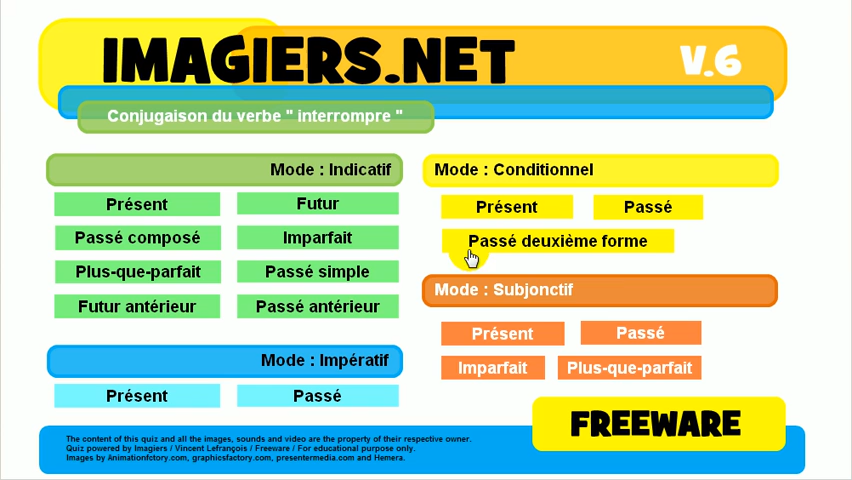 IMAGIERS.NET
V.6
Conjugaison du verbe " interrompre "
Mode : Indicatif
Présent
Futur
Passé composé
Imparfait
Plus-que-parfait
Passé simple
Futur antérieur
Passé antérieur
Mode : Impératif
Présent
Passé
Mode : Conditionnel
Présent
Passé
Passé deuxième forme
Mode : Subjonctif
Présent
Passé
Imparfait
Plus-que-parfait
FREEWARE
The content of this quiz and all the images, sounds and video are the property of their respective owner.
Quiz powered by Imagiers / Vincent Lefrançois / Freeware / For educational purpose only.
Images by Animationfctory.com, graphicsfactory.com, presentermedia.com and Hemera.